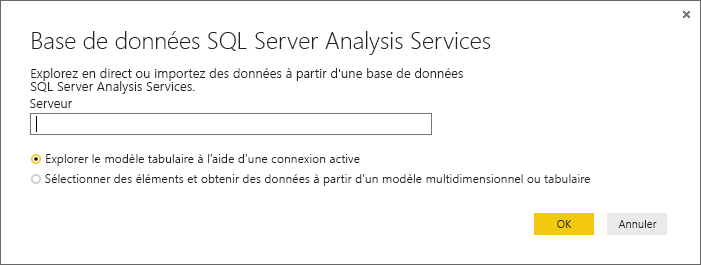 Base de données SQL Server Analysis Services
Explorez en direct ou importez des données à partir d'une base de données
SQL Server Analysis Services.
Serveur
Explorer le modèle tabulaire à l'aide d'une connexion active
Sélectionner des éléments et obtenir des données à partir d'un modèle multidimensionnel ou tabulaire
OK
Annuler